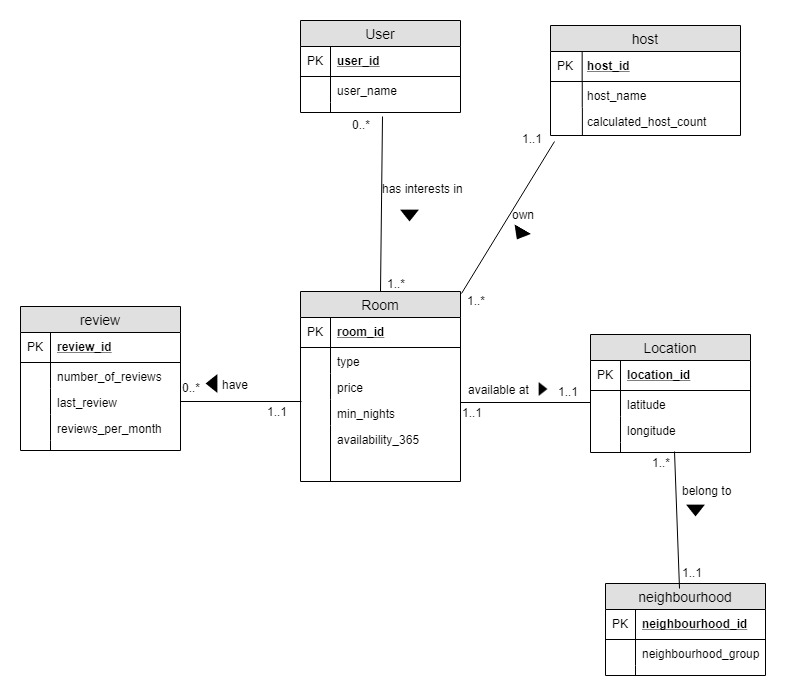 User
PK user_id
user_name
0..*
has interests in
1..*
host
PK host_id
host_name
calculated_host_count
1..1
own
1..*
review
PK review_id
number_of_reviews
last_review
reviews_per_month
0..*
have
1..1
Room
PK room_id
type
price
min_nights
availability_365
available at
1..1
1..1
Location
PK location_id
latitude
longitude
1..*
belong to
1..1
neighbourhood
PK neighbourhood_id
neighbourhood_group